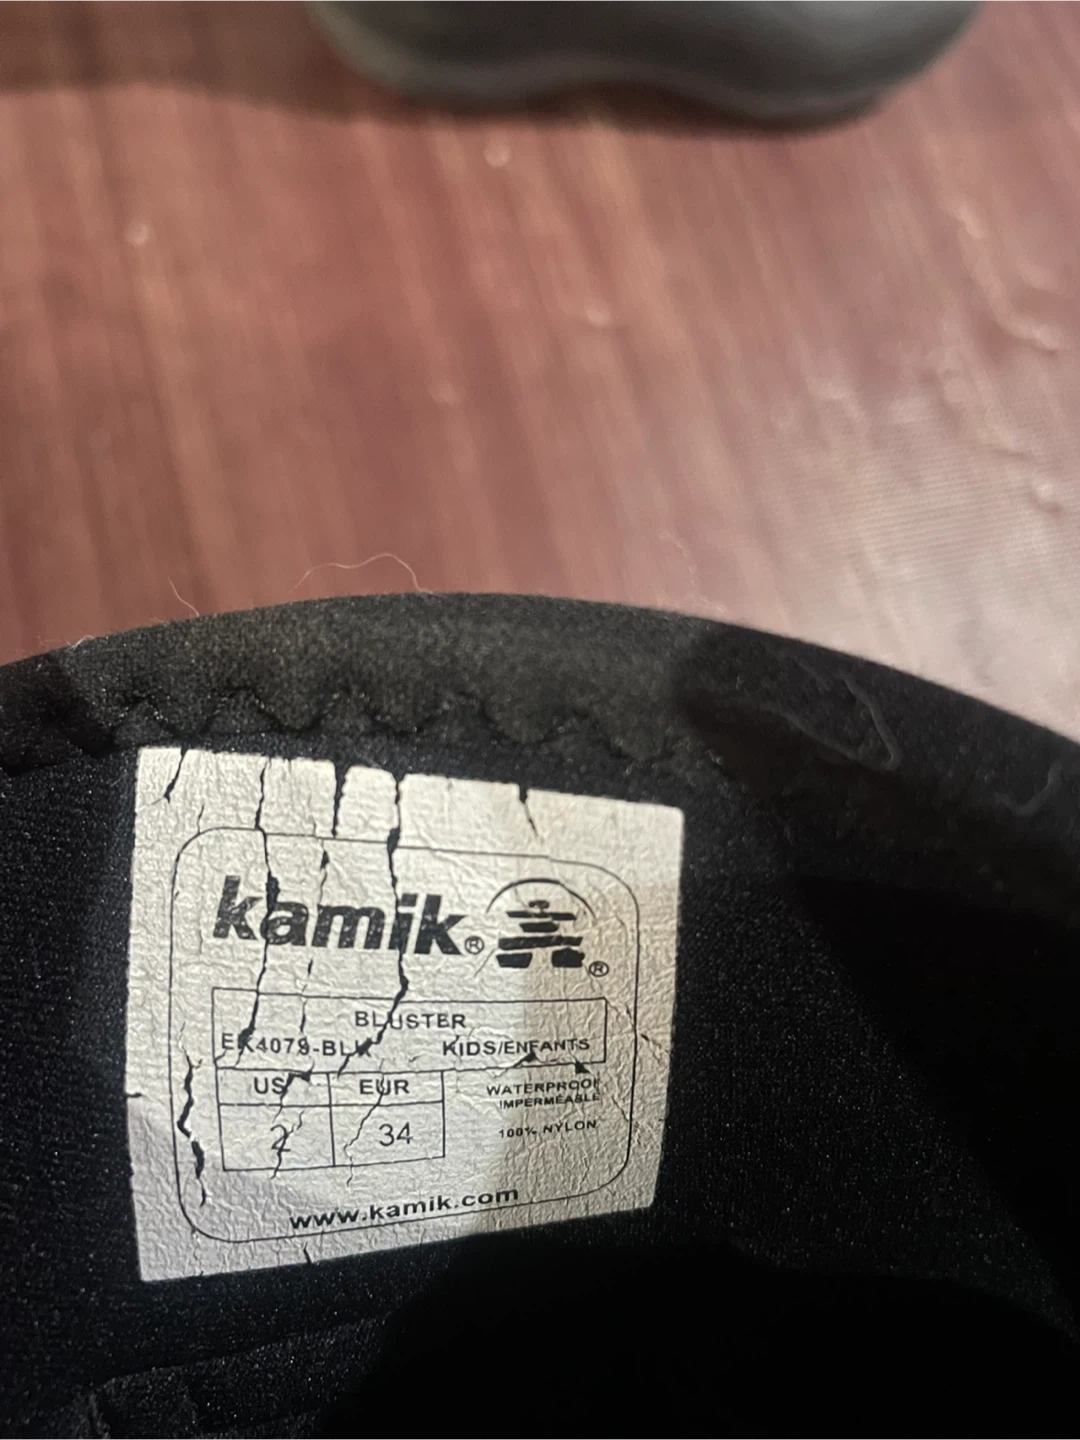 kamik® ®
BLUSTER
EK4079-BLK KIDS/ENFANTS
US EUR
2 34
WATERPROOF
IMPERMÉABLE
100% NYLON
www.kamik.com